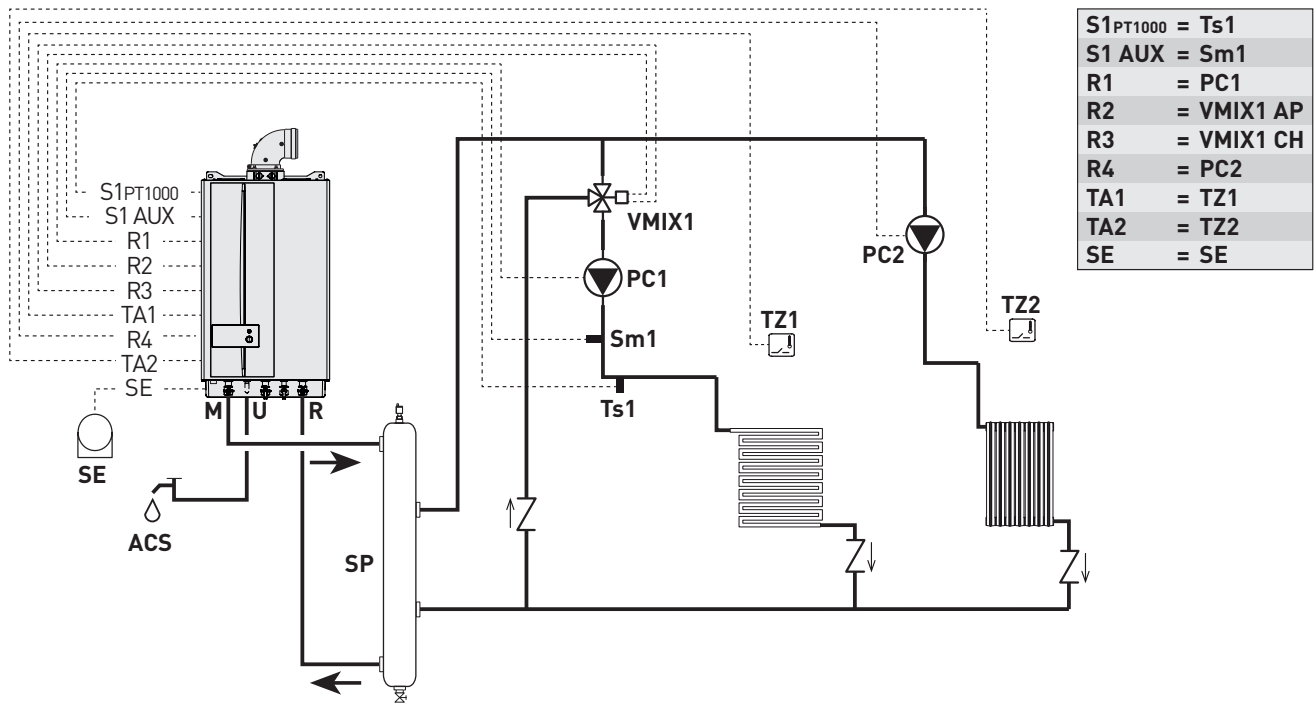 S1PT1000 = Ts1
S1 AUX = Sm1
R1 = PC1
R2 = VMIX1 AP
R3 = VMIX1 CH
R4 = PC2
TA1 = TZ1
TA2 = TZ2
SE = SE
S1PT1000
S1 AUX
R1
R2
R3
TA1
R4
TA2
SE
M U R
SE
ACS
SP
VMIX1
PC1
Sm1
Ts1
TZ1
PC2
TZ2